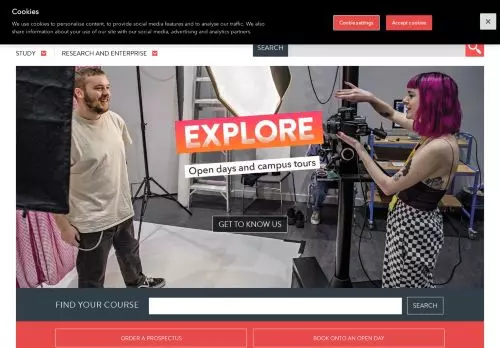 Cookies
We use cookies to personalise content, to provide social media features and to analyse our traffic. We also
share information about your use of our site with our social media, advertising and analytics partners.
Cookie settings
Accept cookies
STUDY
RESEARCH AND ENTERPRISE
SEARCH
EXPLORE
Open days and campus tours
GET TO KNOW US
FIND YOUR COURSE
SEARCH
ORDER A PROSPECTUS
BOOK ONTO AN OPEN DAY